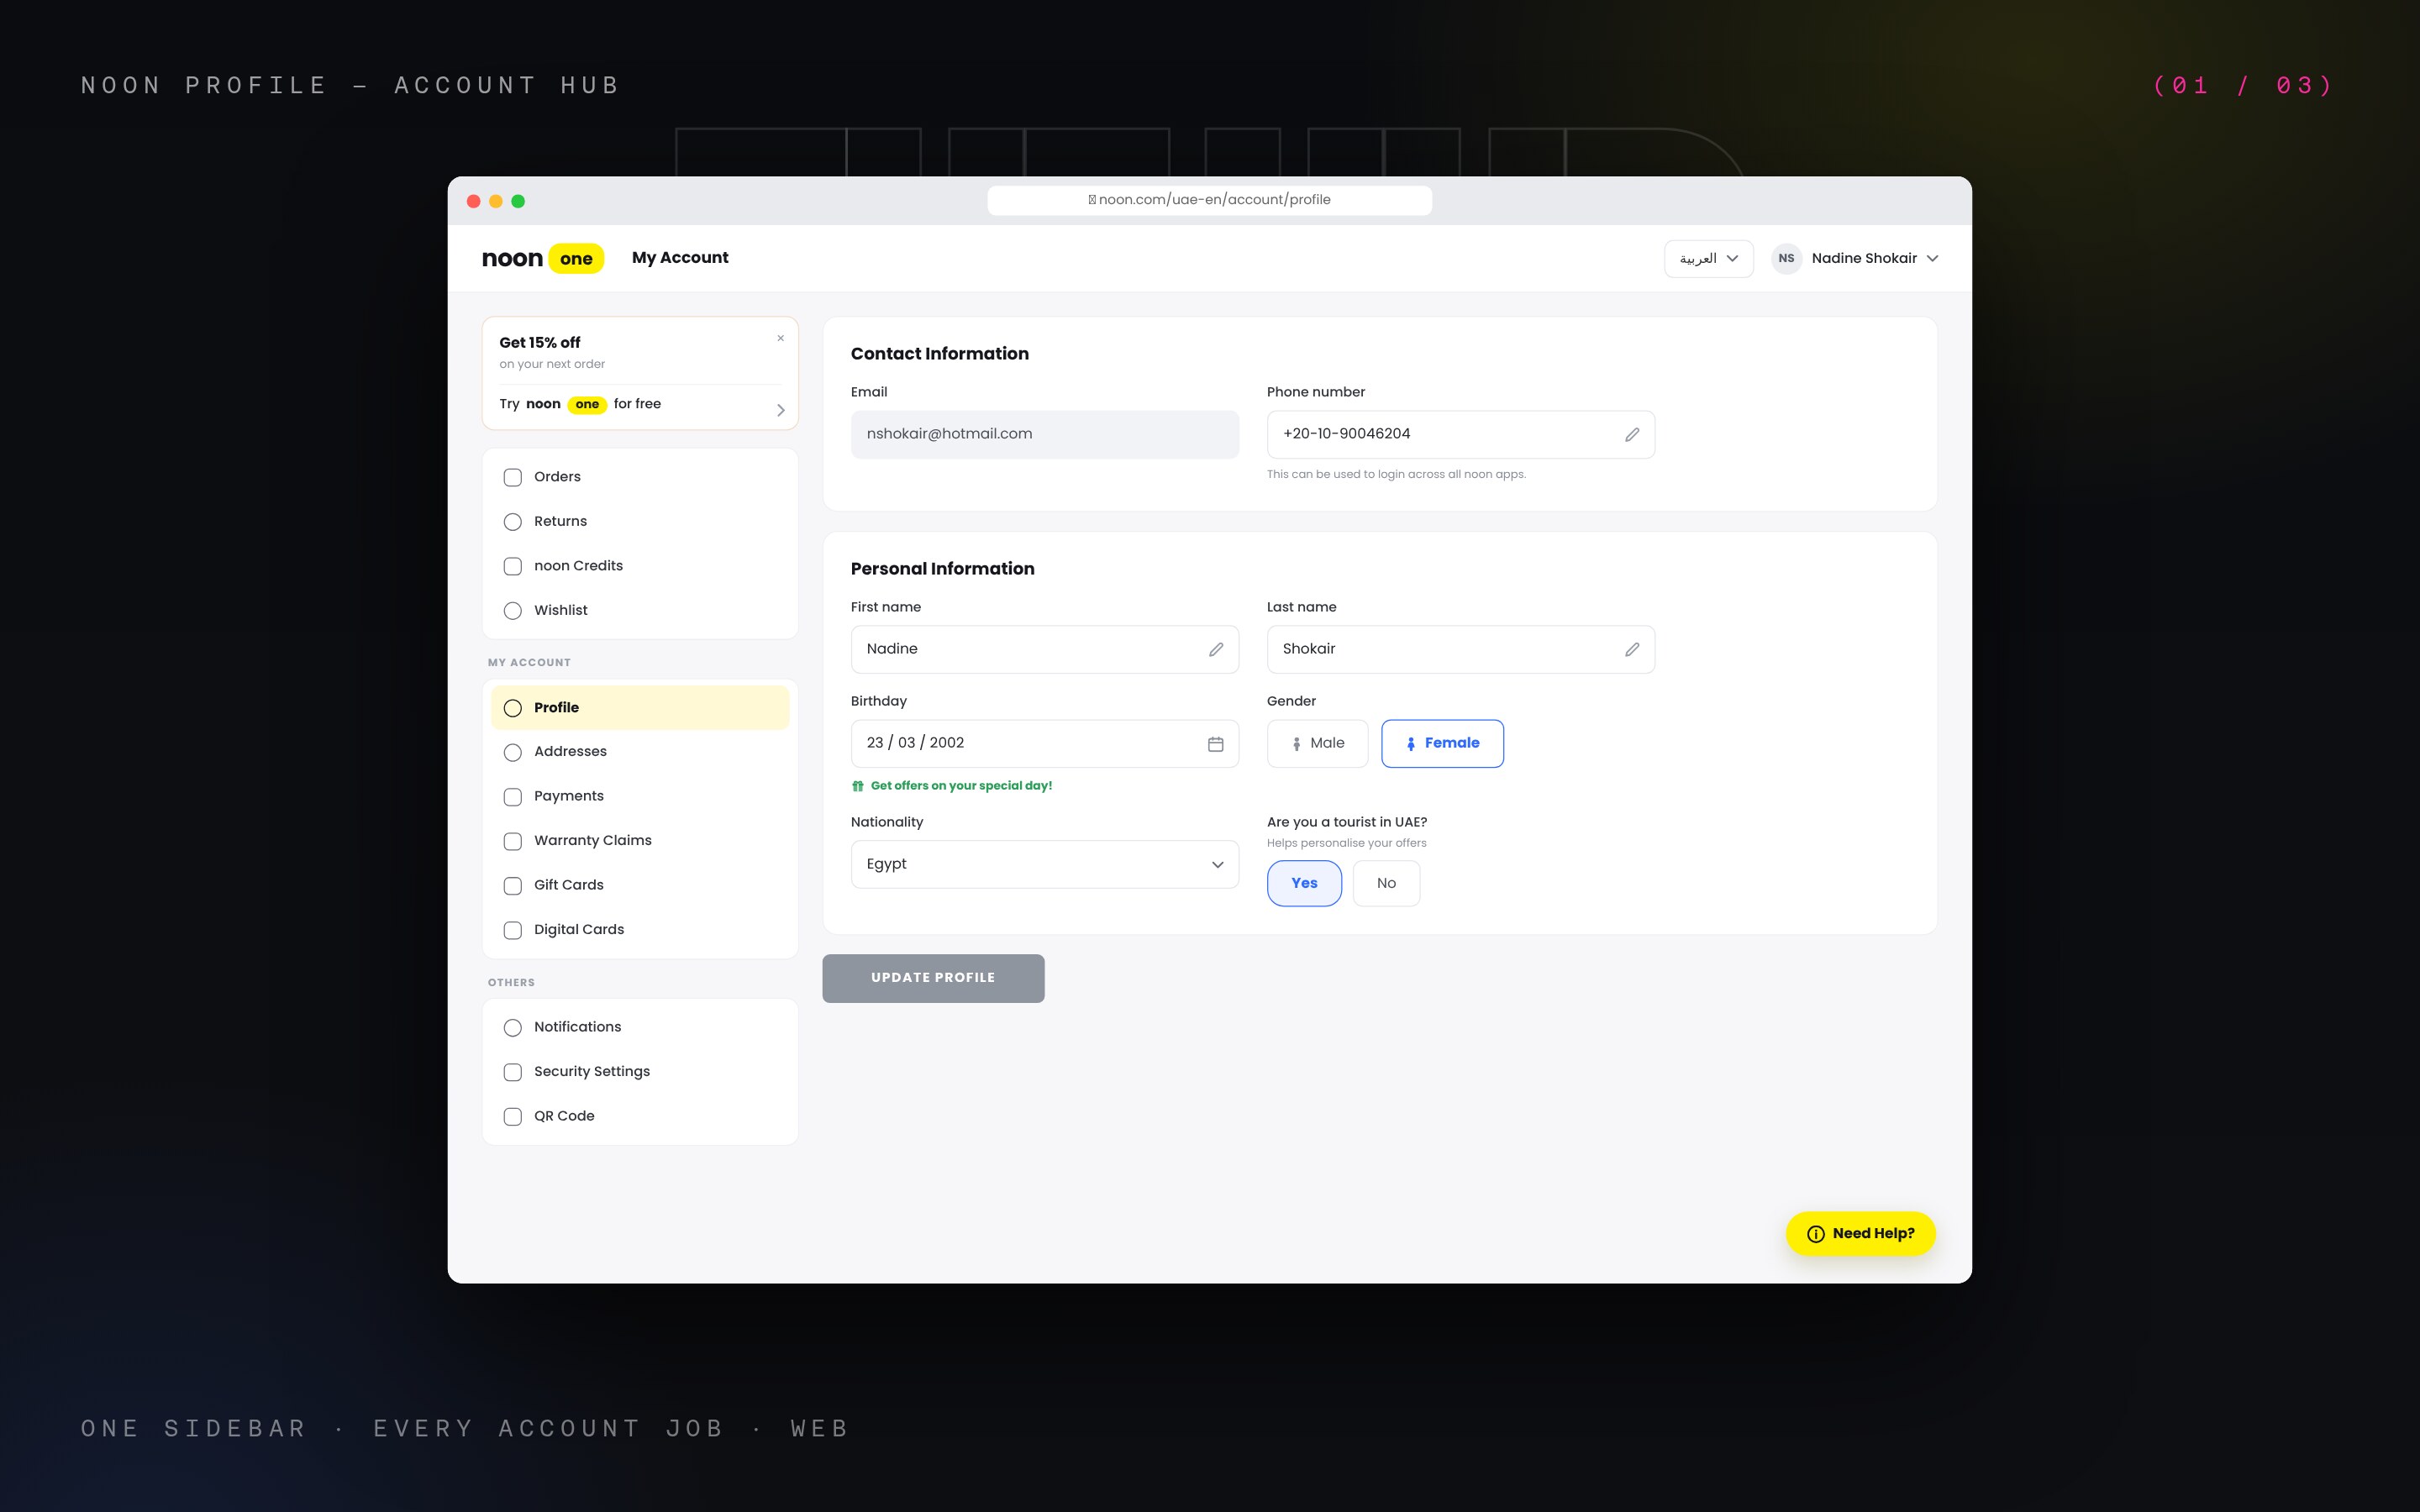 NOON PROFILE — ACCOUNT HUB
(01 / 03)
noon.com/uae-en/account/profile
noon one
My Account
العربية
NS
Nadine Shokair
Get 15% off
×
on your next order
Try noon one for free
Orders
Returns
noon Credits
Wishlist
MY ACCOUNT
Profile
Addresses
Payments
Warranty Claims
Gift Cards
Digital Cards
OTHERS
Notifications
Security Settings
QR Code
Contact Information
Email
nshokair@hotmail.com
Phone number
+20-10-90046204
This can be used to login across all noon apps.
Personal Information
First name
Nadine
Last name
Shokair
Birthday
23 / 03 / 2002
Get offers on your special day!
Gender
Male
Female
Nationality
Egypt
Are you a tourist in UAE?
Helps personalise your offers
Yes
No
UPDATE PROFILE
Need Help?
ONE SIDEBAR · EVERY ACCOUNT JOB · WEB